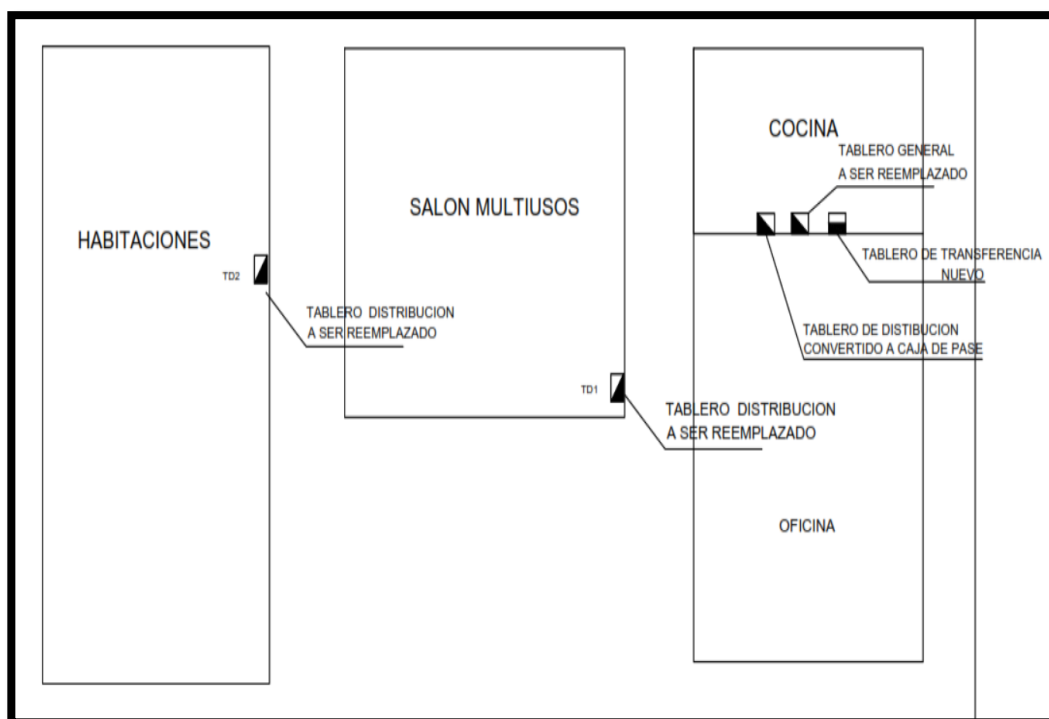 COCINA
TABLERO GENERAL
A SER REEMPLAZADO
SALON MULTIUSOS
HABITACIONES
TABLERO DE TRANSFERENCIA
NUEVO
TD2
TABLERO DISTRIBUCION
A SER REEMPLAZADO
TABLERO DE DISTIBUCION
CONVERTIDO A CAJA DE PASE
TD1
TABLERO DISTRIBUCION
A SER REEMPLAZADO
OFICINA